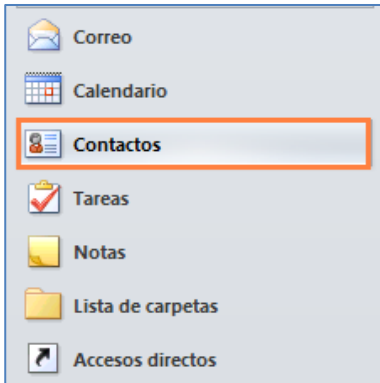 Correo
Calendario
Contactos
Tareas
Notas
Lista de carpetas
Accesos directos